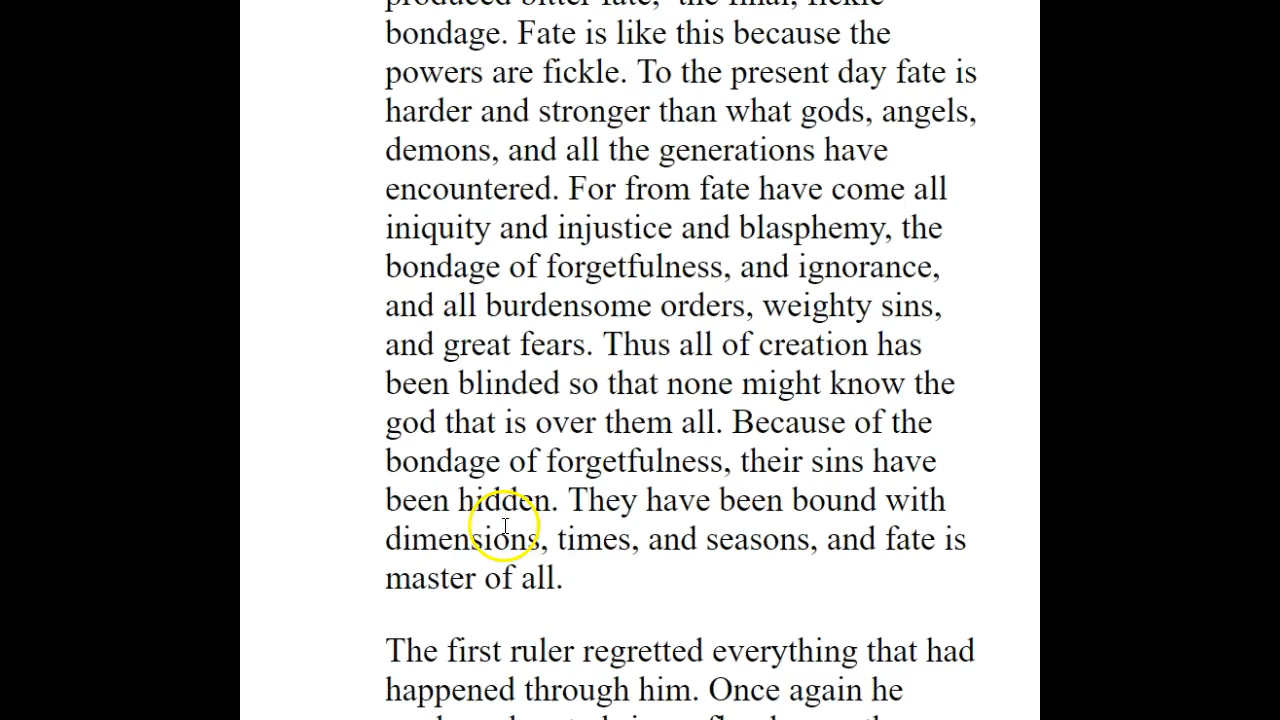 produced bitter fate, the final, fickle
bondage. Fate is like this because the
powers are fickle. To the present day fate is
harder and stronger than what gods, angels,
demons, and all the generations have
encountered. For from fate have come all
iniquity and injustice and blasphemy, the
bondage of forgetfulness, and ignorance,
and all burdensome orders, weighty sins,
and great fears. Thus all of creation has
been blinded so that none might know the
god that is over them all. Because of the
bondage of forgetfulness, their sins have
been hidden. They have been bound with
dimensions, times, and seasons, and fate is
master of all.
The first ruler regretted everything that had
happened through him. Once again he